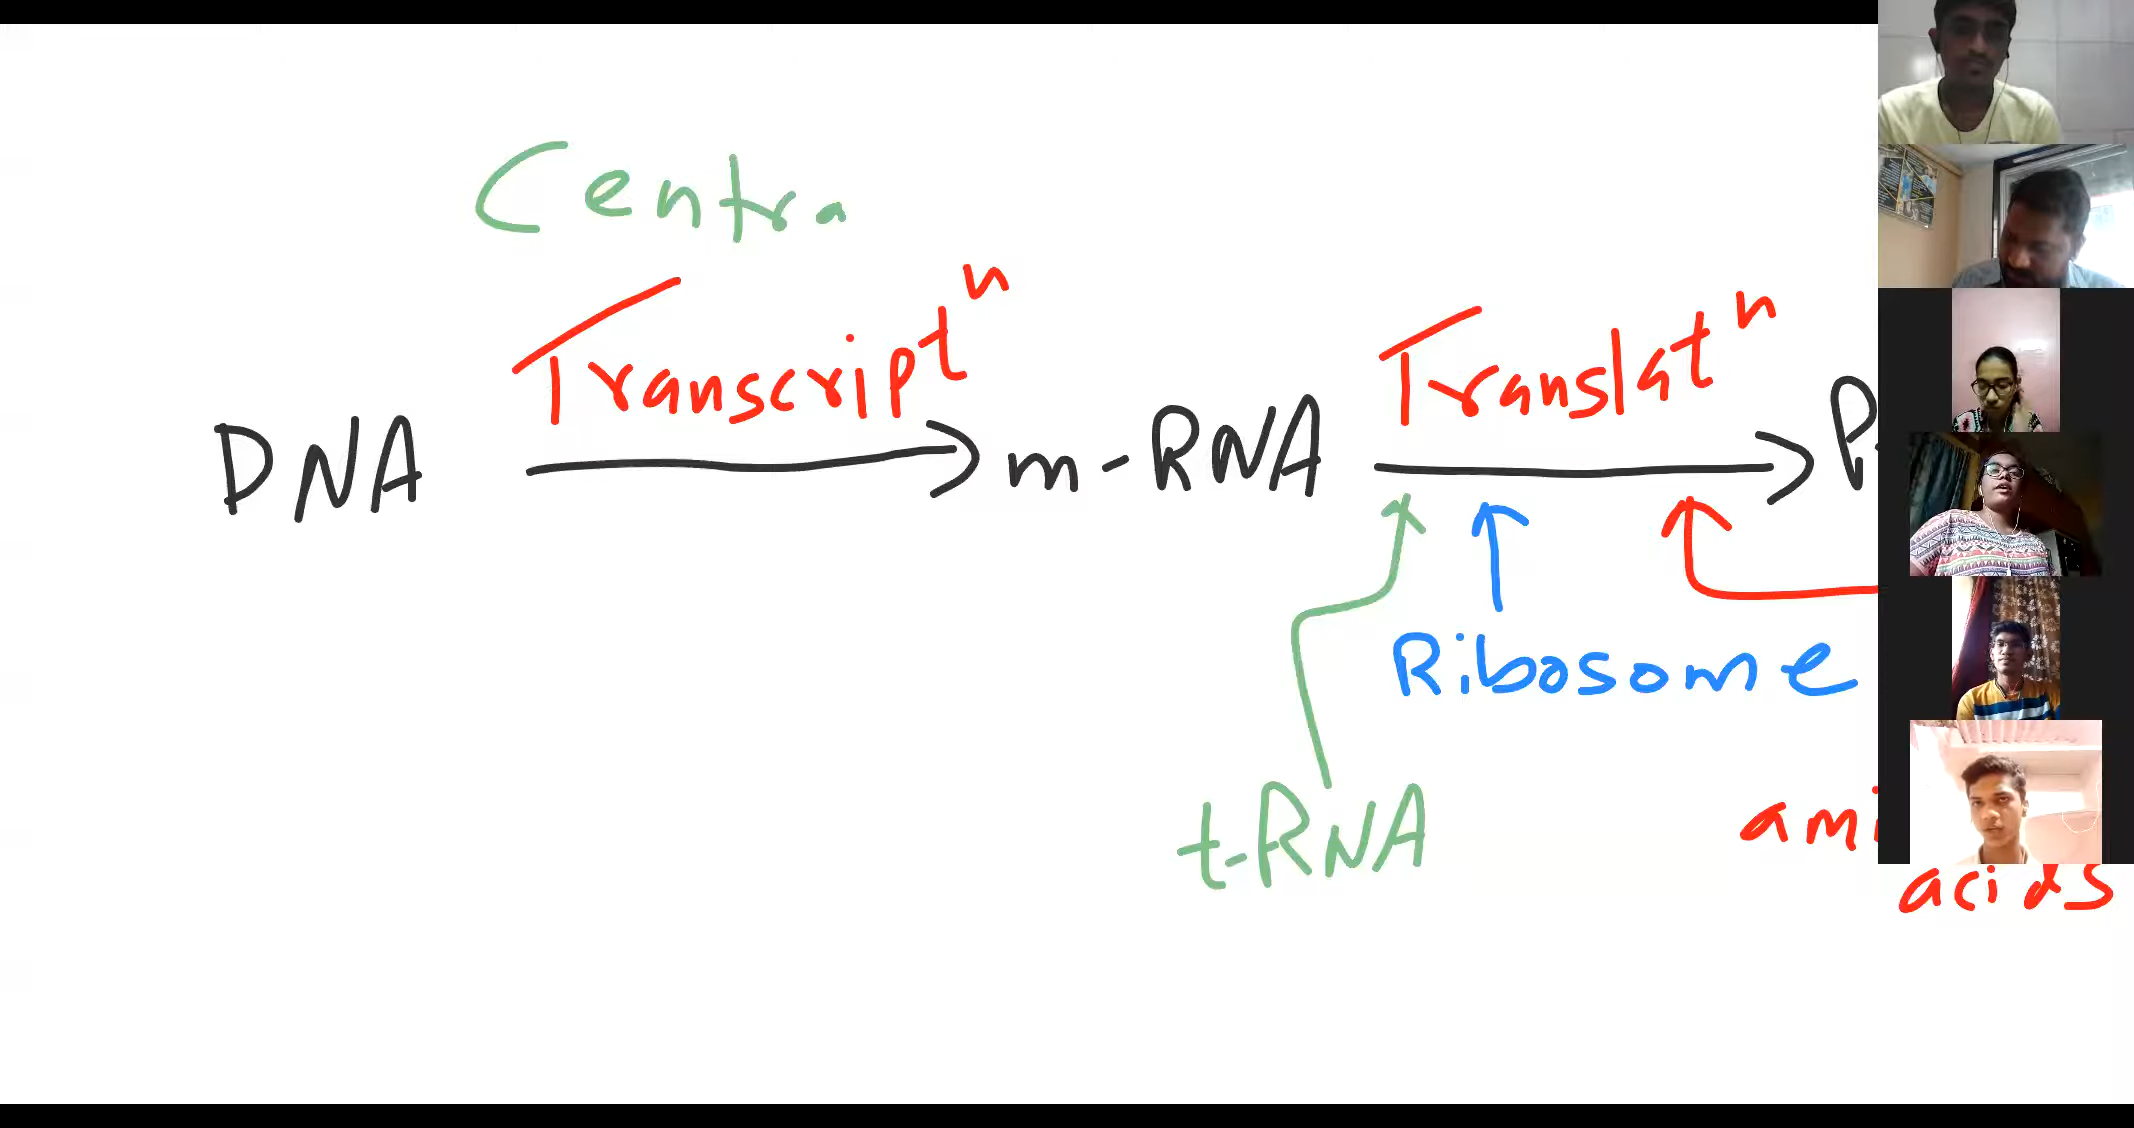 Centra
Transcriptⁿ
Translatⁿ
DNA
m-RNA
P
Ribosome
t-RNA
ami
acids